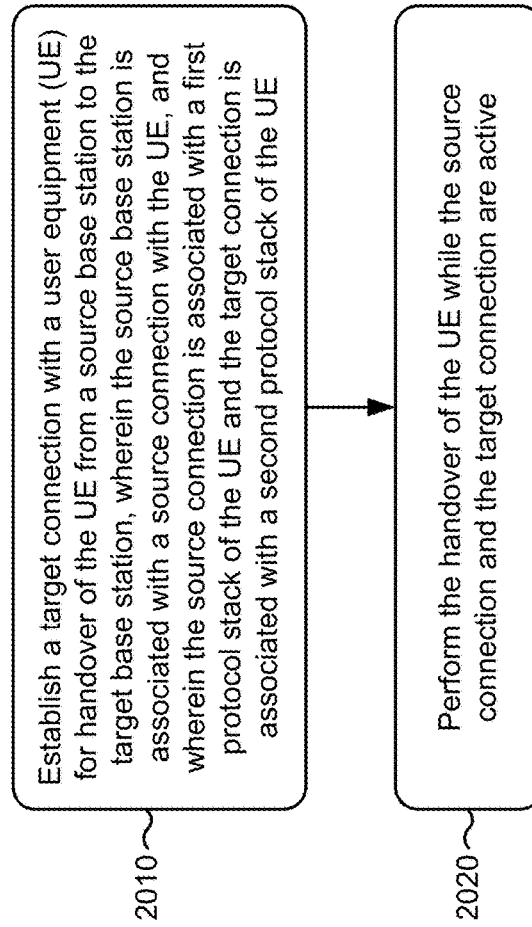 2010
Establish a target connection with a user equipment (UE)
for handover of the UE from a source base station to the
target base station, wherein the source base station is
associated with a source connection with the UE, and
wherein the source connection is associated with a first
protocol stack of the UE and the target connection is
associated with a second protocol stack of the UE
2020
Perform the handover of the UE while the source
connection and the target connection are active